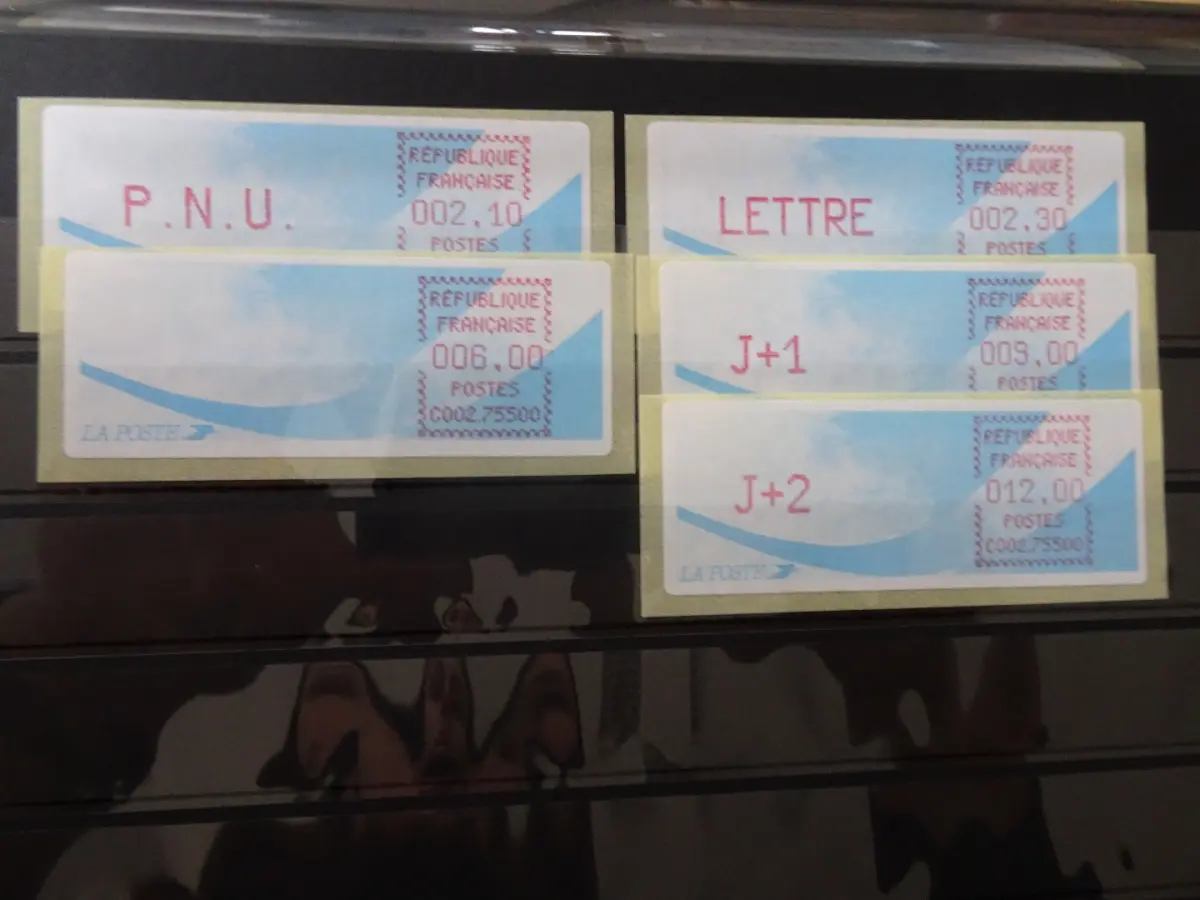 P.N.U.
RÉPUBLIQUE
FRANÇAISE
002,10
POSTES
RÉPUBLIQUE
FRANÇAISE
006,00
POSTES
C002.75500
LA POSTE
LETTRE
RÉPUBLIQUE
FRANÇAISE
002,30
POSTES
J+1
RÉPUBLIQUE
FRANÇAISE
009,00
POSTES
J+2
RÉPUBLIQUE
FRANÇAISE
012,00
POSTES
C002.75500
LA POSTE